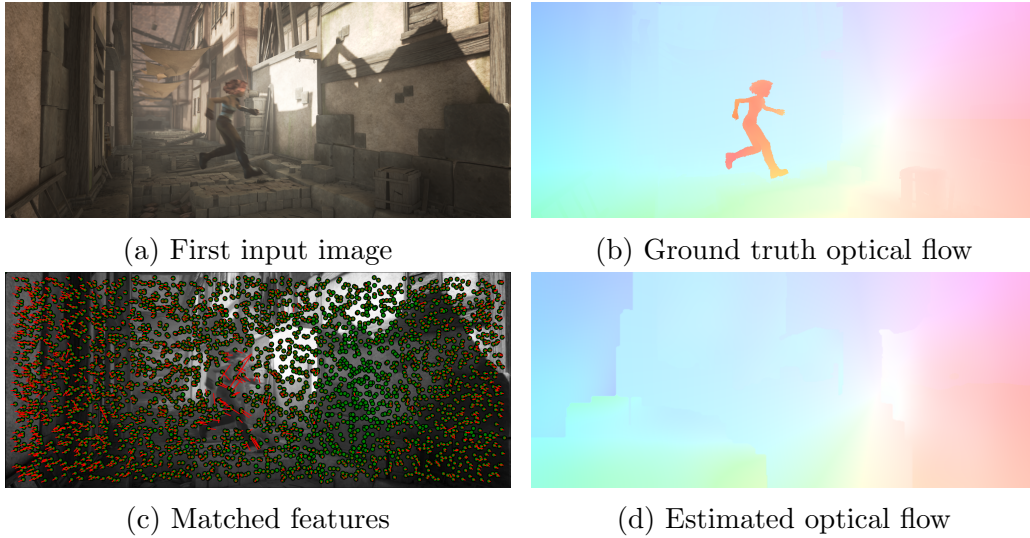 (a) First input image
(b) Ground truth optical flow
(c) Matched features
(d) Estimated optical flow